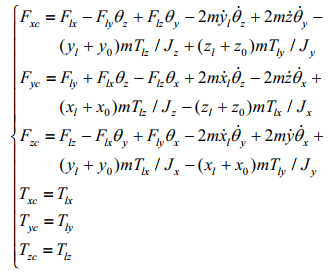 F_{xc} = F_{lx} − F_{ly}θ_z + F_{lz}θ_y − 2mẏ_lθ̇_z + 2mżθ̇_y −
(y_l + y_0)mT_{lz} / J_z + (z_l + z_0)mT_{ly} / J_y
F_{yc} = F_{ly} + F_{lx}θ_z − F_{lz}θ_x + 2mẋ_lθ̇_z − 2mżθ̇_x +
(x_l + x_0)mT_{lz} / J_z − (z_l + z_0)mT_{lx} / J_x
F_{zc} = F_{lz} − F_{lx}θ_y + F_{ly}θ_x − 2mẋ_lθ̇_y + 2mẏθ̇_x +
(y_l + y_0)mT_{lx} / J_x − (x_l + x_0)mT_{ly} / J_y
T_{xc} = T_{lx}
T_{yc} = T_{ly}
T_{zc} = T_{lz}